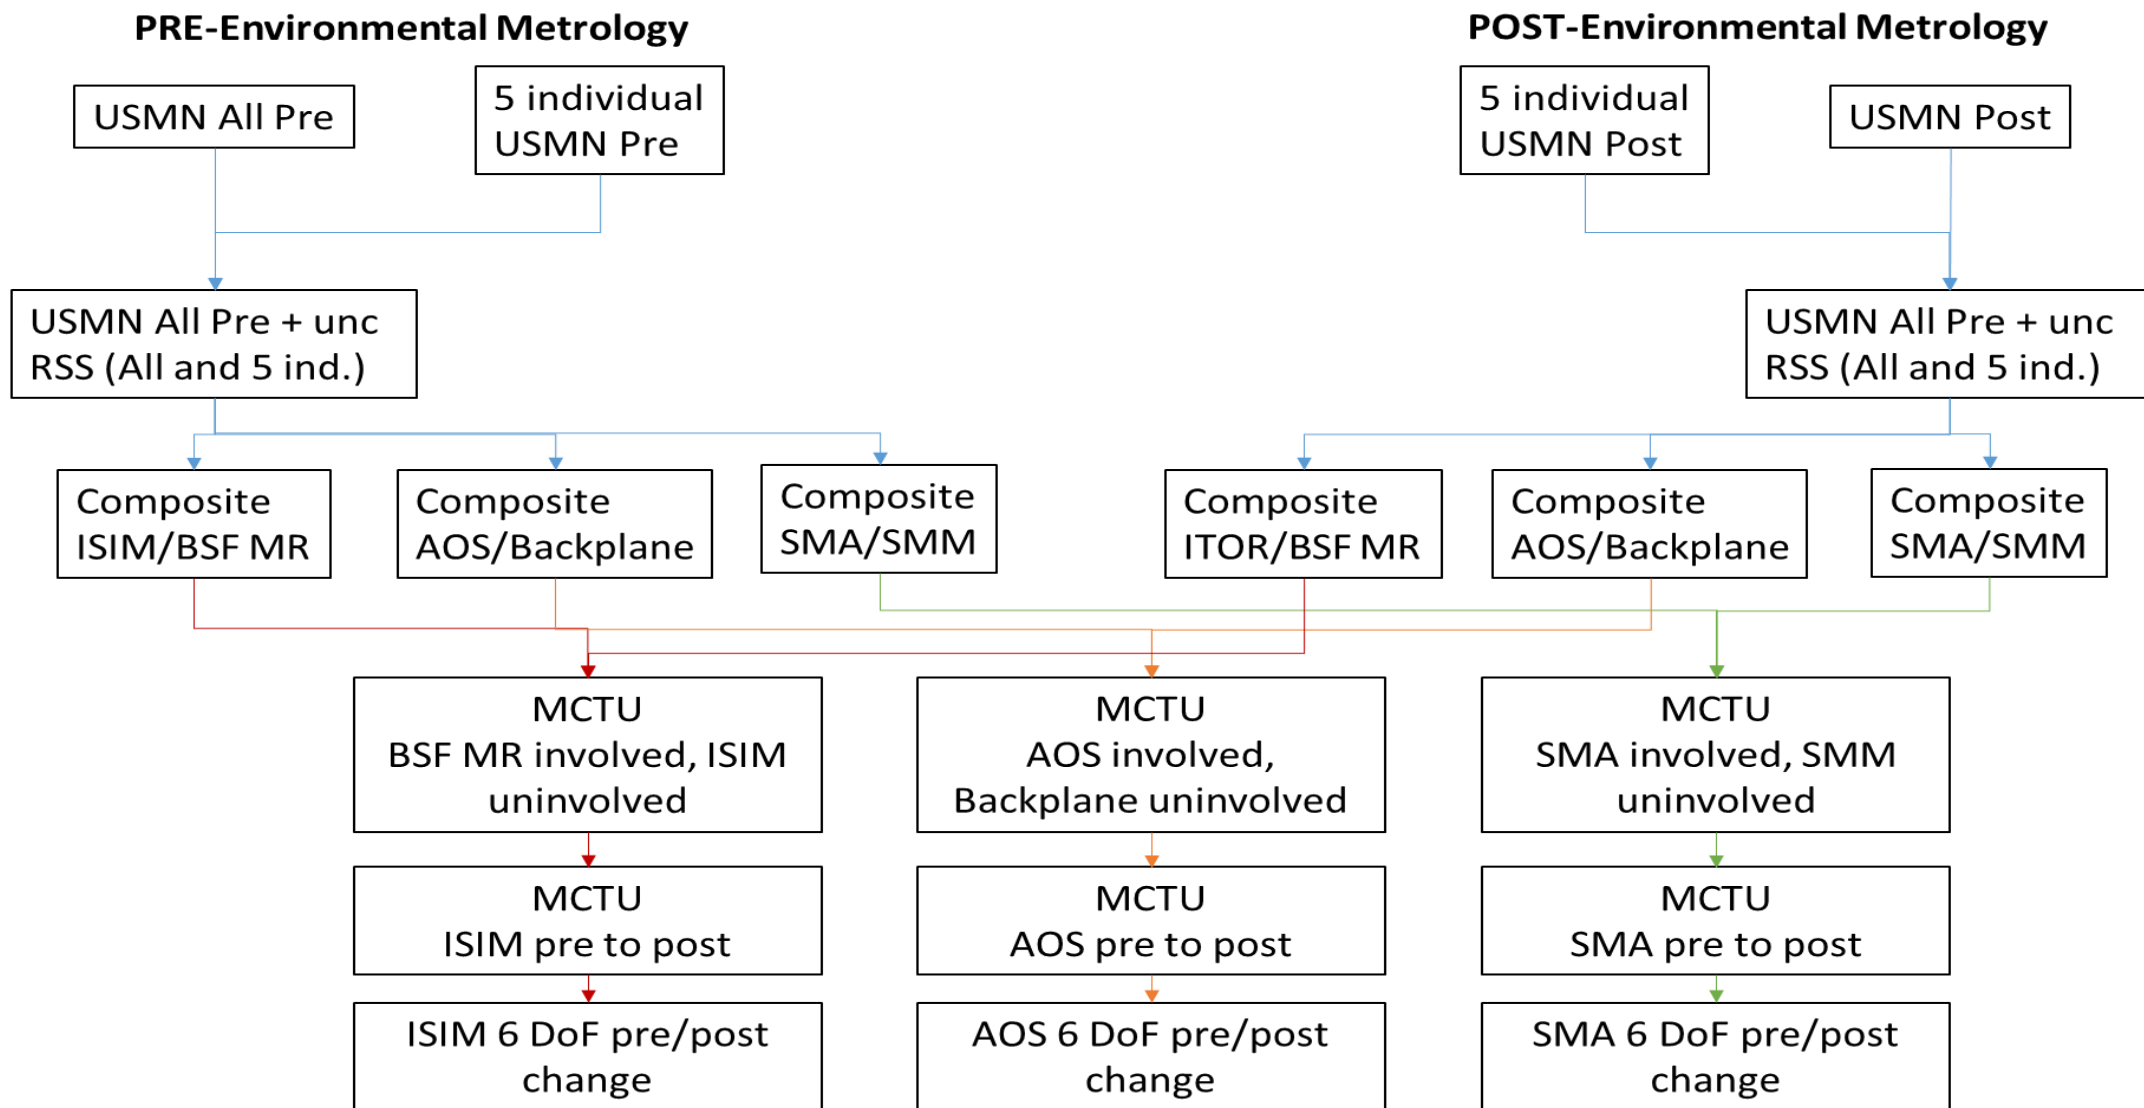 PRE-Environmental Metrology
POST-Environmental Metrology
USMN All Pre
5 individual
USMN Pre
5 individual
USMN Post
USMN Post
USMN All Pre + unc
RSS (All and 5 ind.)
USMN All Pre + unc
RSS (All and 5 ind.)
Composite
ISIM/BSF MR
Composite
AOS/Backplane
Composite
SMA/SMM
Composite
ITOR/BSF MR
Composite
AOS/Backplane
Composite
SMA/SMM
MCTU
BSF MR involved, ISIM
uninvolved
MCTU
AOS involved,
Backplane uninvolved
MCTU
SMA involved, SMM
uninvolved
MCTU
ISIM pre to post
MCTU
AOS pre to post
MCTU
SMA pre to post
ISIM 6 DoF pre/post
change
AOS 6 DoF pre/post
change
SMA 6 DoF pre/post
change